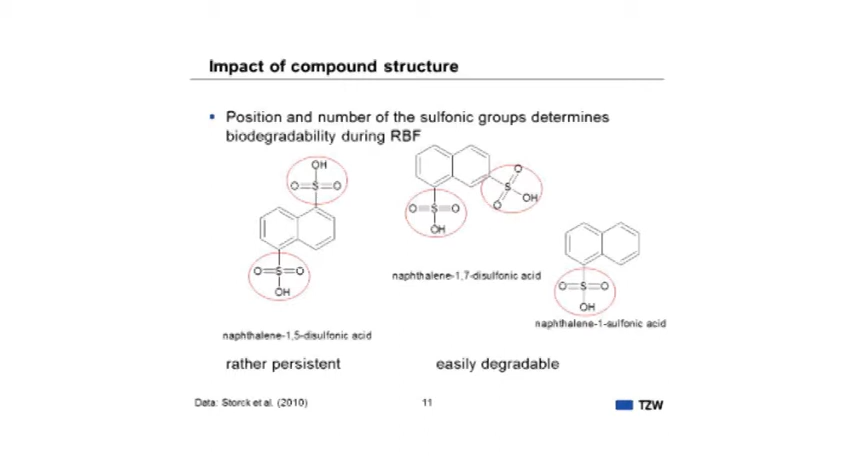 Impact of compound structure
• Position and number of the sulfonic groups determines
biodegradability during RBF
OH
O=S=O
O=S=O
OH
O
S
O
OH
O=S=O
OH
O=S=O
OH
naphthalene-1,7-disulfonic acid
naphthalene-1-sulfonic acid
naphthalene-1,5-disulfonic acid
rather persistent
easily degradable
Data: Storck et al. (2010)
11
TZW